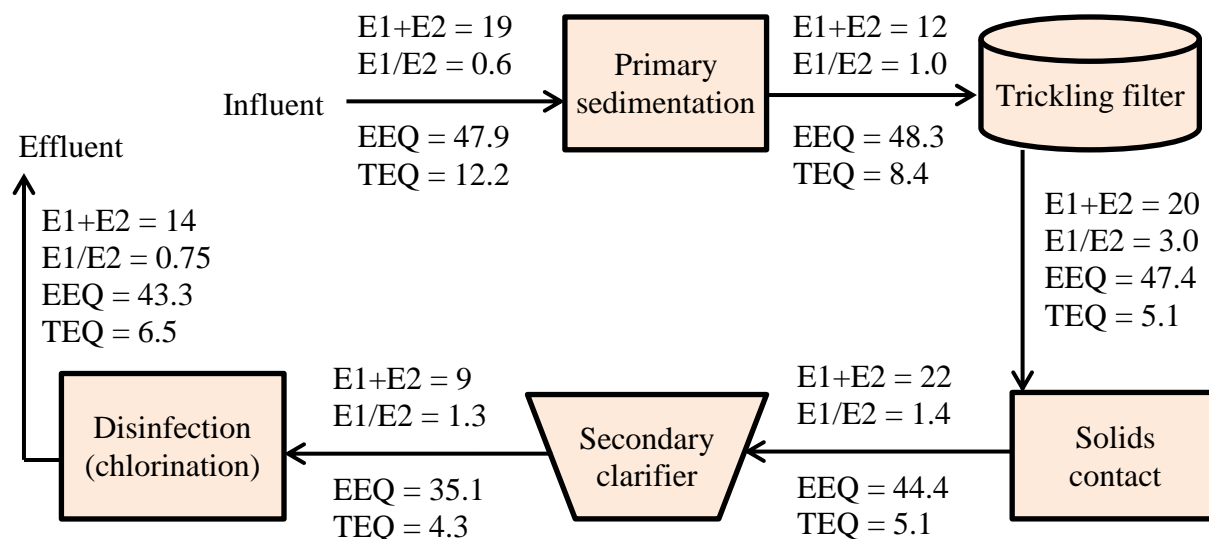 Influent
E1+E2 = 19
E1/E2 = 0.6
EEQ = 47.9
TEQ = 12.2
Primary
sedimentation
E1+E2 = 12
E1/E2 = 1.0
EEQ = 48.3
TEQ = 8.4
Trickling filter
E1+E2 = 20
E1/E2 = 3.0
EEQ = 47.4
TEQ = 5.1
Solids
contact
E1+E2 = 22
E1/E2 = 1.4
EEQ = 44.4
TEQ = 5.1
Secondary
clarifier
E1+E2 = 9
E1/E2 = 1.3
EEQ = 35.1
TEQ = 4.3
Disinfection
(chlorination)
E1+E2 = 14
E1/E2 = 0.75
EEQ = 43.3
TEQ = 6.5
Effluent